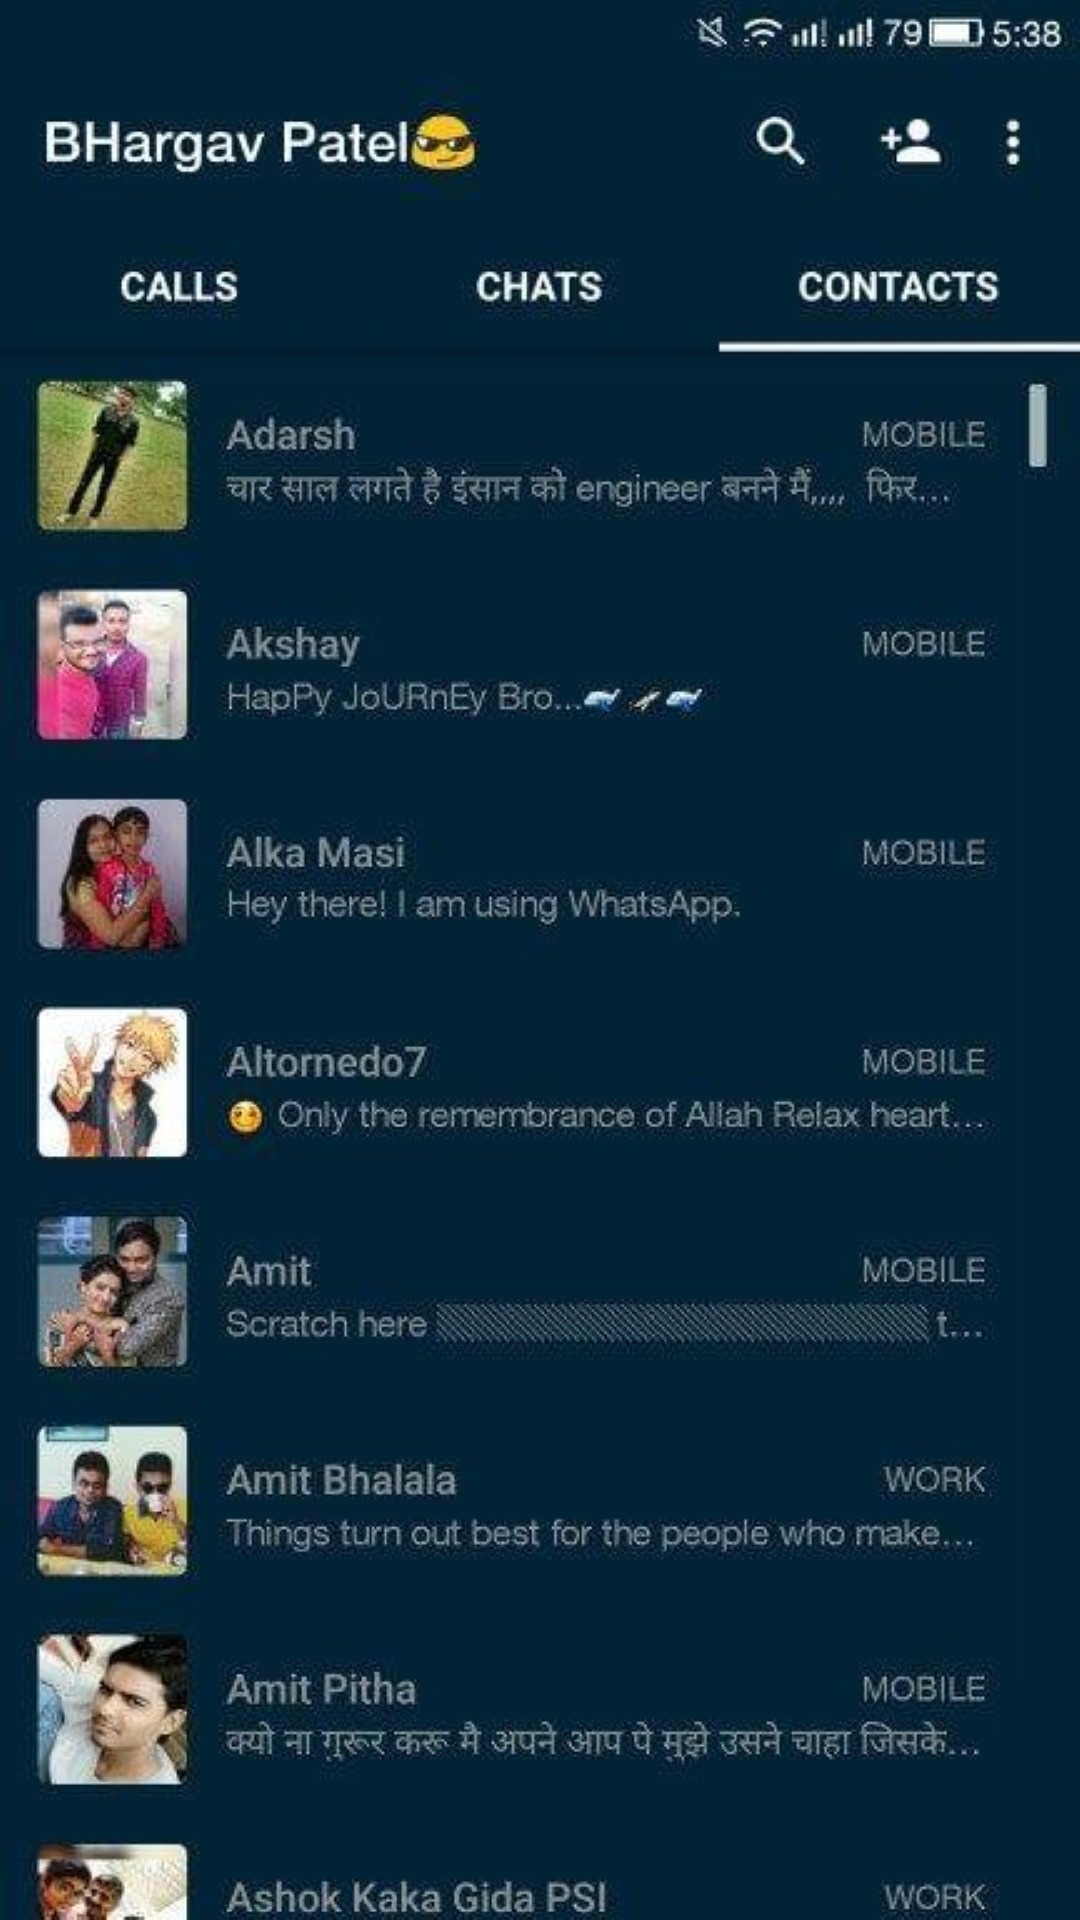 79 5:38
BHargav Patel😎
CALLS CHATS CONTACTS
Adarsh MOBILE
चार साल लगते है इंसान को engineer बनने मैं,,,, फिर...
Akshay MOBILE
HapPy JoURnEy Bro...🐳🚀🐳
Alka Masi MOBILE
Hey there! I am using WhatsApp.
Altornedo7 MOBILE
😊 Only the remembrance of Allah Relax heart...
Amit MOBILE
Scratch here ▨▨▨▨▨▨▨▨▨▨ t...
Amit Bhalala WORK
Things turn out best for the people who make...
Amit Pitha MOBILE
क्यो ना गुरूर करू मै अपने आप पे मुझे उसने चाहा जिसके...
Ashok Kaka Gida PSI WORK